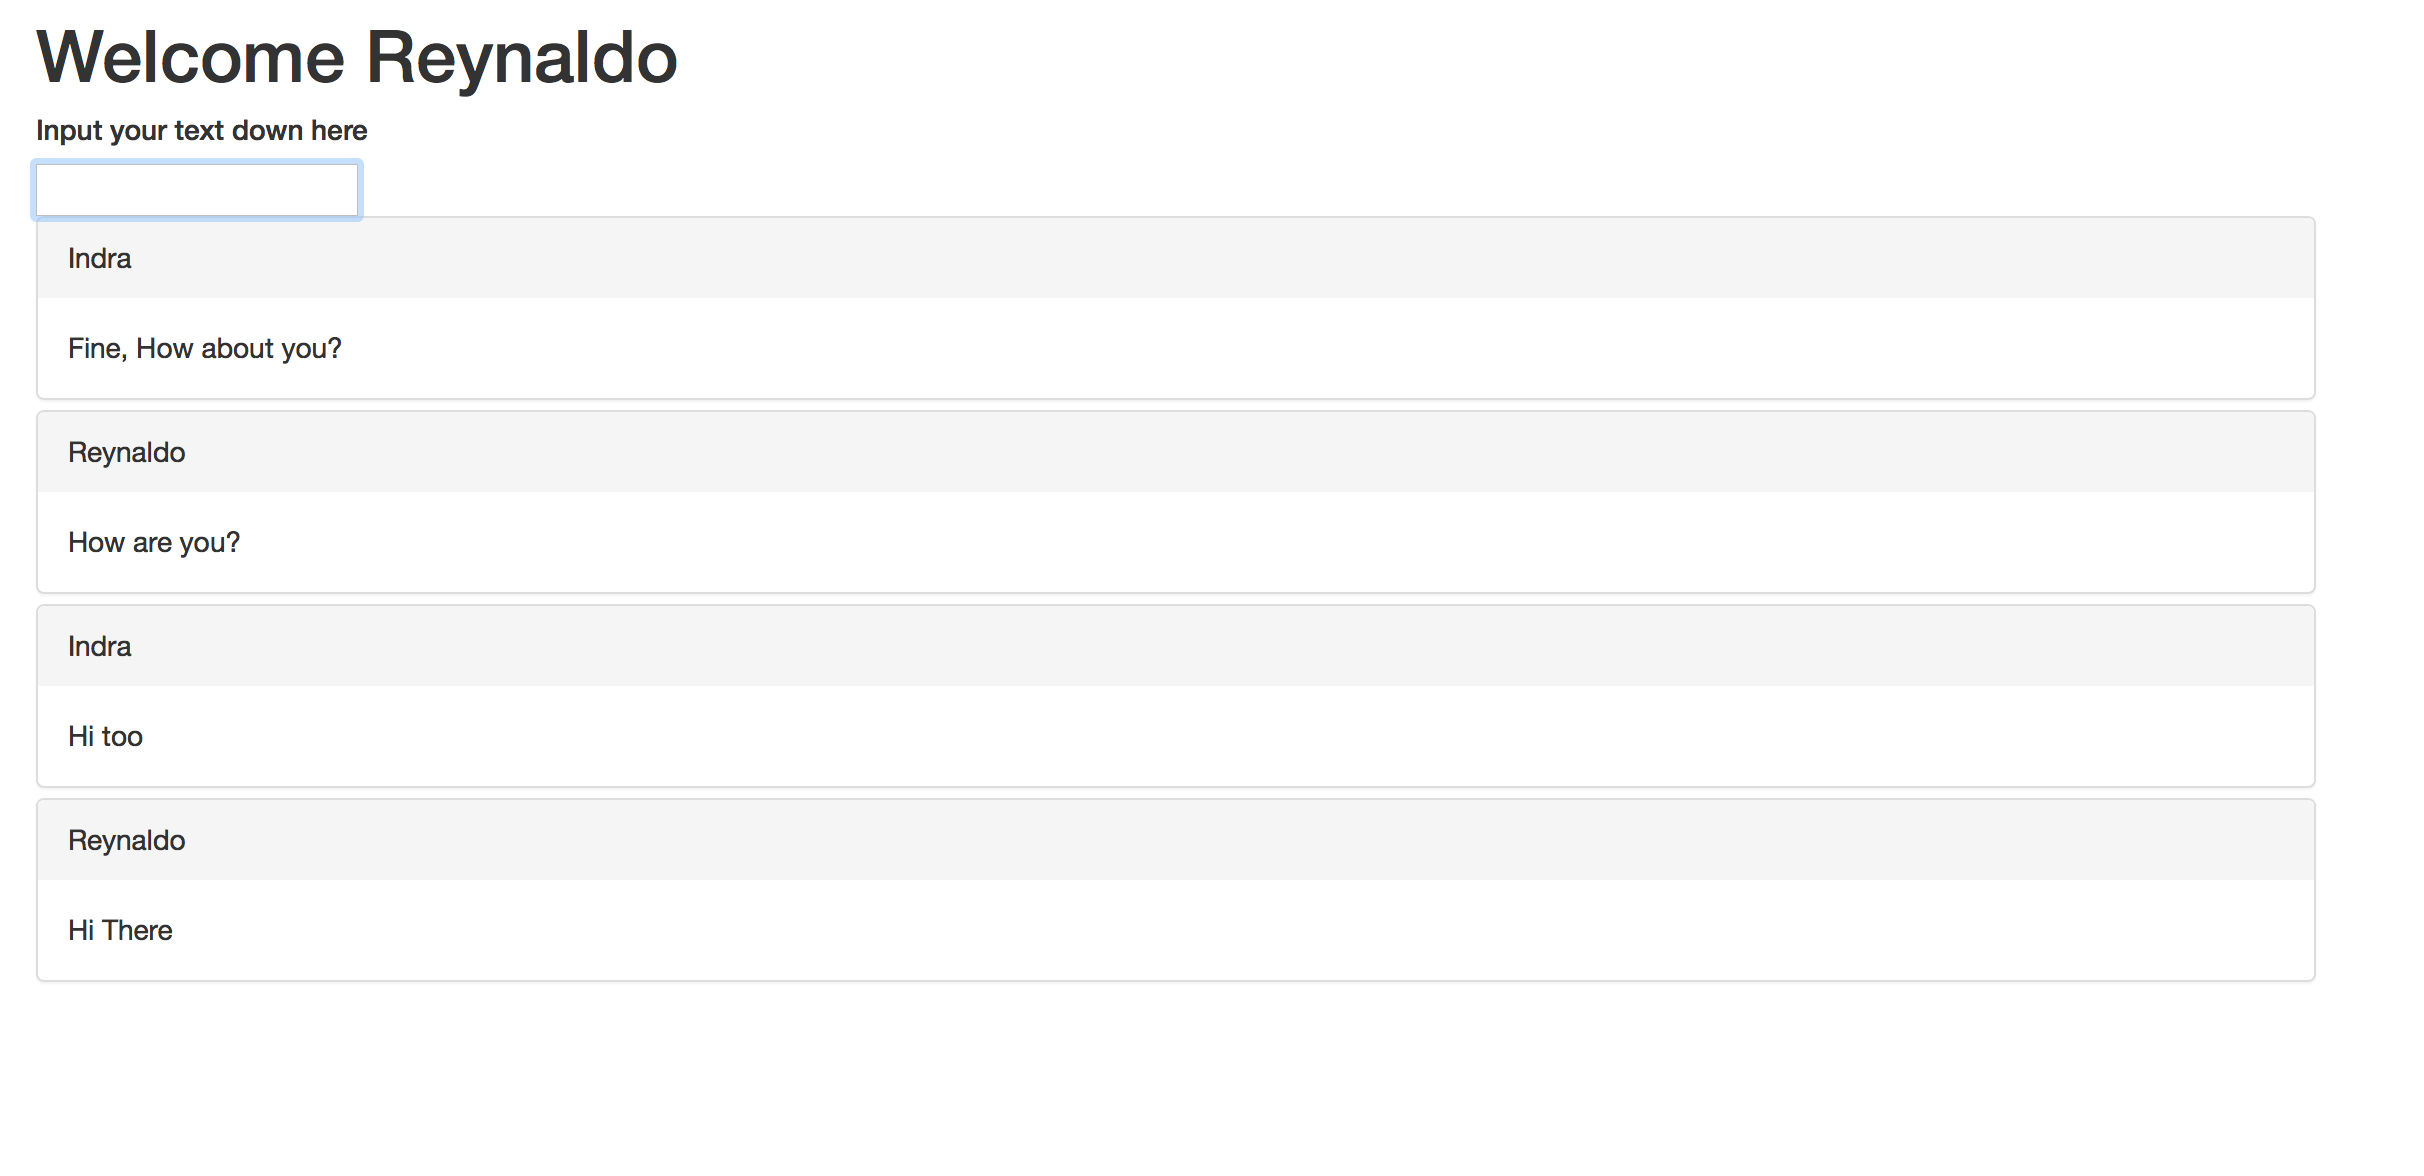 Welcome Reynaldo
Input your text down here
Indra
Fine, How about you?
Reynaldo
How are you?
Indra
Hi too
Reynaldo
Hi There